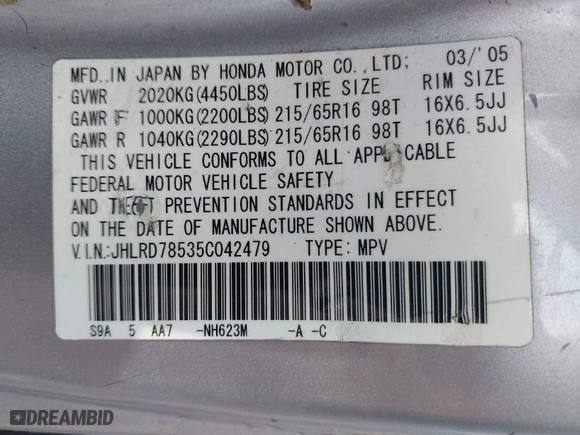 MFD. IN JAPAN BY HONDA MOTOR CO.,LTD; 03/'05
GVWR 2020KG(4450LBS) TIRE SIZE RIM SIZE
GAWR F 1000KG(2200LBS) 215/65R16 98T 16X6.5JJ
GAWR R 1040KG(2290LBS) 215/65R16 98T 16X6.5JJ
THIS VEHICLE CONFORMS TO ALL APPLICABLE
FEDERAL MOTOR VEHICLE SAFETY
AND THEFT PREVENTION STANDARDS IN EFFECT
ON THE DATE OF MANUFACTURE SHOWN ABOVE.
V.I.N.:JHLRD78535C042479 TYPE: MPV
S9A 5 AA7 -NH623M -A -C
DREAMBID